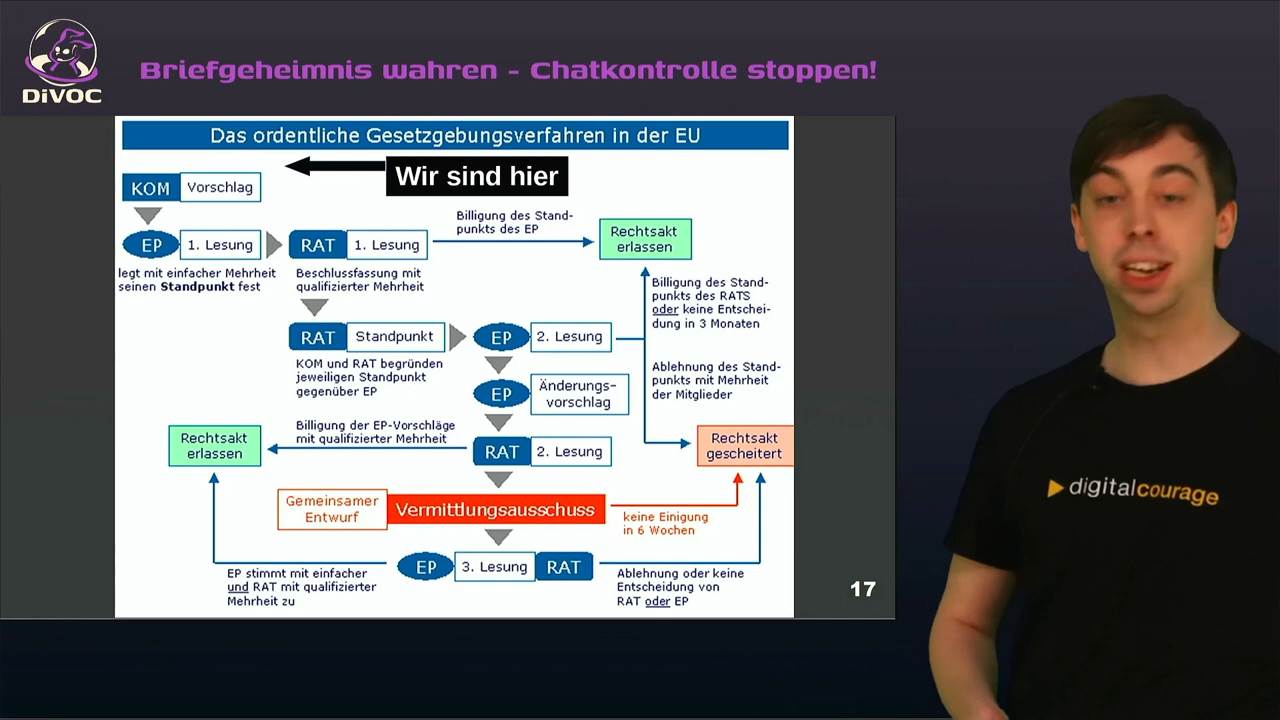 DiVOC
Briefgeheimnis wahren - Chatkontrolle stoppen!
Das ordentliche Gesetzgebungsverfahren in der EU
Wir sind hier
KOM Vorschlag
EP 1. Lesung
RAT 1. Lesung
Billigung des Stand-
punkts des EP
Rechtsakt
erlassen
legt mit einfacher Mehrheit
seinen Standpunkt fest
Beschlussfassung mit
qualifizierter Mehrheit
Billigung des Stand-
punkts des RATS
oder keine Entschei-
dung in 3 Monaten
RAT Standpunkt
EP 2. Lesung
KOM und RAT begründen
jeweiligen Standpunkt
gegenüber EP
EP Änderungs-
vorschlag
Ablehnung des Stand-
punkts mit Mehrheit
der Mitglieder
Rechtsakt
erlassen
Billigung der EP-Vorschläge
mit qualifizierter Mehrheit
RAT 2. Lesung
Rechtsakt
gescheitert
Gemeinsamer
Entwurf
Vermittlungsausschuss
keine Einigung
in 6 Wochen
EP 3. Lesung RAT
EP stimmt mit einfacher
und RAT mit qualifizierter
Mehrheit zu
Ablehnung oder keine
Entscheidung von
RAT oder EP
17
digitalcourage